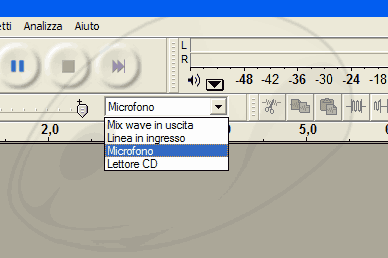 etti Analizza Aiuto
L
R
-48 -42 -36 -30 -24 -18
Microfono
Mix wave in uscita
Linea in ingresso
Microfono
Lettore CD
2,0 5,0 6